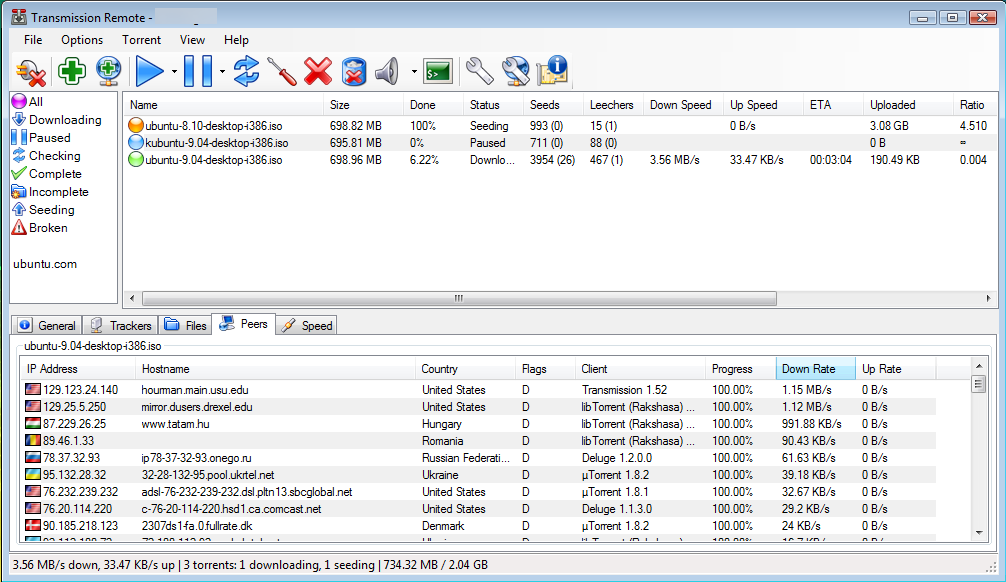 Transmission Remote -
File Options Torrent View Help
All
Downloading
Paused
Checking
Complete
Incomplete
Seeding
Broken
ubuntu.com
Name Size Done Status Seeds Leechers Down Speed Up Speed ETA Uploaded Ratio
ubuntu-8.10-desktop-i386.iso 698.82 MB 100% Seeding 993 (0) 15 (1) 0 B/s 3.08 GB 4.510
kubuntu-9.04-desktop-i386.iso 695.81 MB 0% Paused 711 (0) 88 (0) 0 B ∞
ubuntu-9.04-desktop-i386.iso 698.96 MB 6.22% Downlo... 3954 (26) 467 (1) 3.56 MB/s 33.47 KB/s 00:03:04 190.49 KB 0.004
General Trackers Files Peers Speed
ubuntu-9.04-desktop-i386.iso
IP Address Hostname Country Flags Client Progress Down Rate Up Rate
129.123.24.140 hourman.main.usu.edu United States D Transmission 1.52 100.00% 1.15 MB/s 0 B/s
129.25.5.250 mirror.dusers.drexel.edu United States D libTorrent (Rakshasa) ... 100.00% 1.12 MB/s 0 B/s
87.229.26.25 www.tatam.hu Hungary D libTorrent (Rakshasa) ... 100.00% 991.88 KB/s 0 B/s
89.46.1.33 Romania D libTorrent (Rakshasa) ... 100.00% 90.43 KB/s 0 B/s
78.37.32.93 ip78-37-32-93.onego.ru Russian Federati... D Deluge 1.2.0.0 100.00% 61.63 KB/s 0 B/s
95.132.28.32 32-28-132-95.pool.ukrtel.net Ukraine D µTorrent 1.8.2 100.00% 39.18 KB/s 0 B/s
76.232.239.232 adsl-76-232-239-232.dsl.pltn13.sbcglobal.net United States D µTorrent 1.8.1 100.00% 32.67 KB/s 0 B/s
76.20.114.220 c-76-20-114-220.hsd1.ca.comcast.net United States D Deluge 1.1.3.0 100.00% 29.2 KB/s 0 B/s
90.185.218.123 2307ds1-fa.0.fullrate.dk Denmark D µTorrent 1.8.2 100.00% 24 KB/s 0 B/s
3.56 MB/s down, 33.47 KB/s up | 3 torrents: 1 downloading, 1 seeding | 734.32 MB / 2.04 GB